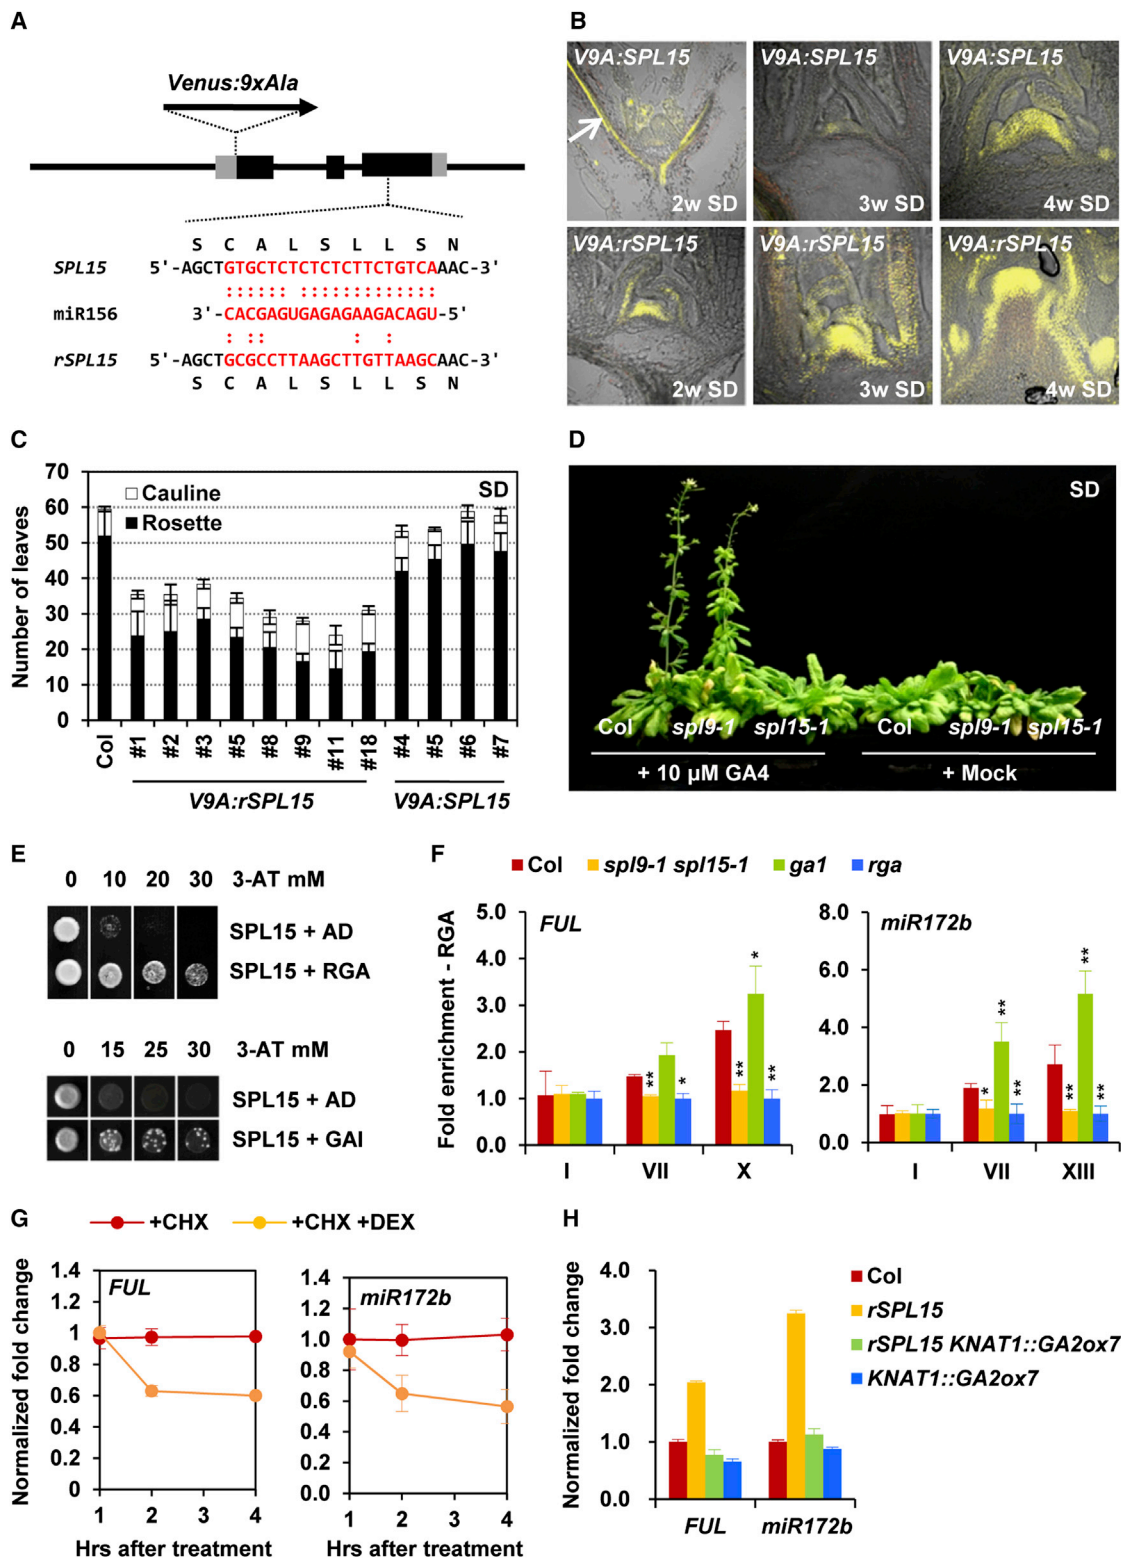 A
Venus:9xAla
S C A L S L L S N
SPL15 5'-AGCTGTGCTCTCTCTCTTCTGTCAAAC-3'
:::::: :::::::::::::
miR156 3'-CACGAGUGAGAGAAGACAGU-5'
: :: : :
rSPL15 5'-AGCTGCGCCTTAAGCTTGTTAAGCAAC-3'
S C A L S L L S N
B
V9A:SPL15 V9A:SPL15 V9A:SPL15
2w SD 3w SD 4w SD
V9A:rSPL15 V9A:rSPL15 V9A:rSPL15
2w SD 3w SD 4w SD
C
Number of leaves
70
60
50
40
30
20
10
0
Cauline
Rosette
SD
Col #1 #2 #3 #5 #8 #9 #11 #18 #4 #5 #6 #7
V9A:rSPL15 V9A:SPL15
D
SD
Col spl9-1 spl15-1 Col spl9-1 spl15-1
+ 10 µM GA4 + Mock
E
0 10 20 30 3-AT mM
SPL15 + AD
SPL15 + RGA
0 15 25 30 3-AT mM
SPL15 + AD
SPL15 + GAI
F
Col spl9-1 spl15-1 ga1 rga
Fold enrichment - RGA
5.0
4.0
3.0
2.0
1.0
0.0
FUL
** * * ** **
I VII X
8.0
6.0
4.0
2.0
0.0
miR172b
* ** ** ** ** **
I VII XIII
G
+CHX +CHX +DEX
Normalized fold change
1.4
1.2
1
0.8
0.6
0.4
0.2
0
FUL
1 2 3 4
Hrs after treatment
1.4
1.2
1.0
0.8
0.6
0.4
0.2
0.0
miR172b
1 2 3 4
Hrs after treatment
H
Normalized fold change
4.0
3.0
2.0
1.0
0.0
FUL miR172b
Col
rSPL15
rSPL15 KNAT1::GA2ox7
KNAT1::GA2ox7